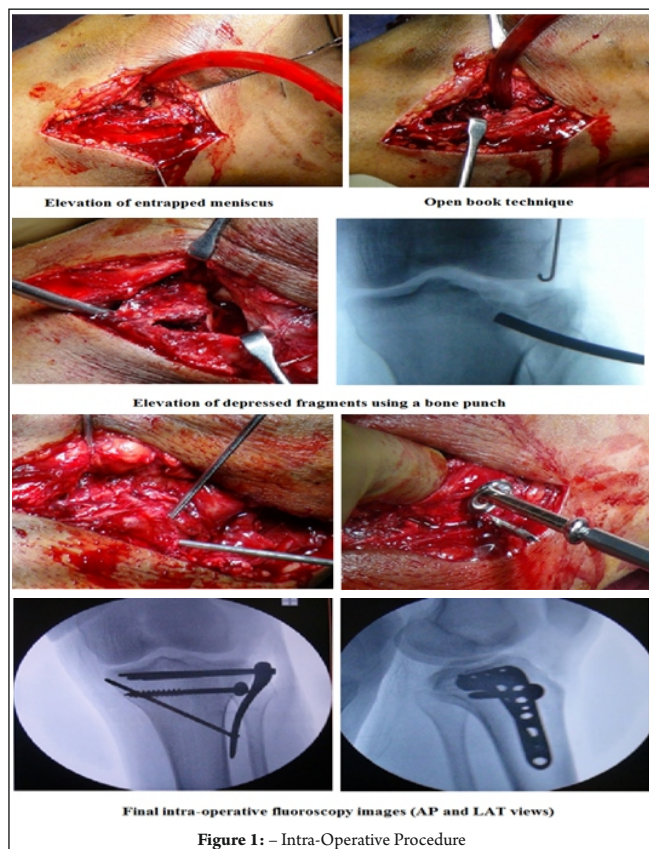 Elevation of entrapped meniscus
Open book technique
Elevation of depressed fragments using a bone punch
Final intra-operative fluoroscopy images (AP and LAT views)
Figure 1: – Intra-Operative Procedure